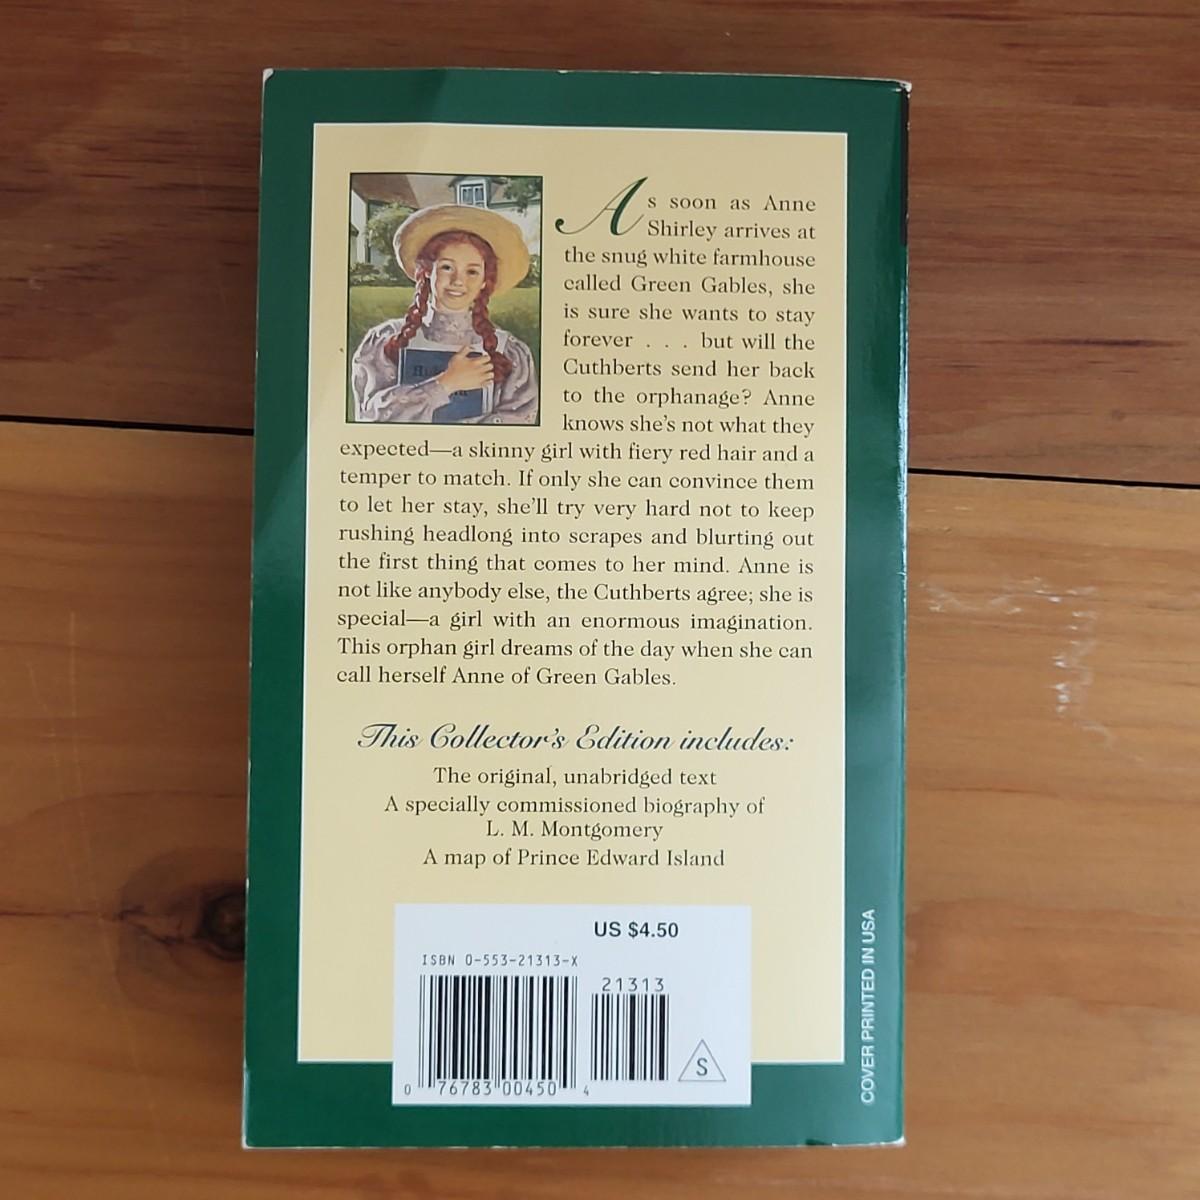 As soon as Anne
Shirley arrives at
the snug white farmhouse
called Green Gables, she
is sure she wants to stay
forever . . . but will the
Cuthberts send her back
to the orphanage? Anne
knows she's not what they
expected—a skinny girl with fiery red hair and a
temper to match. If only she can convince them
to let her stay, she'll try very hard not to keep
rushing headlong into scrapes and blurting out
the first thing that comes to her mind. Anne is
not like anybody else, the Cuthberts agree; she is
special—a girl with an enormous imagination.
This orphan girl dreams of the day when she can
call herself Anne of Green Gables.
This Collector's Edition includes:
The original, unabridged text
A specially commissioned biography of
L. M. Montgomery
A map of Prince Edward Island
US $4.50
ISBN 0-553-21313-X
21313
0 76783 00450 4
S
COVER PRINTED IN USA